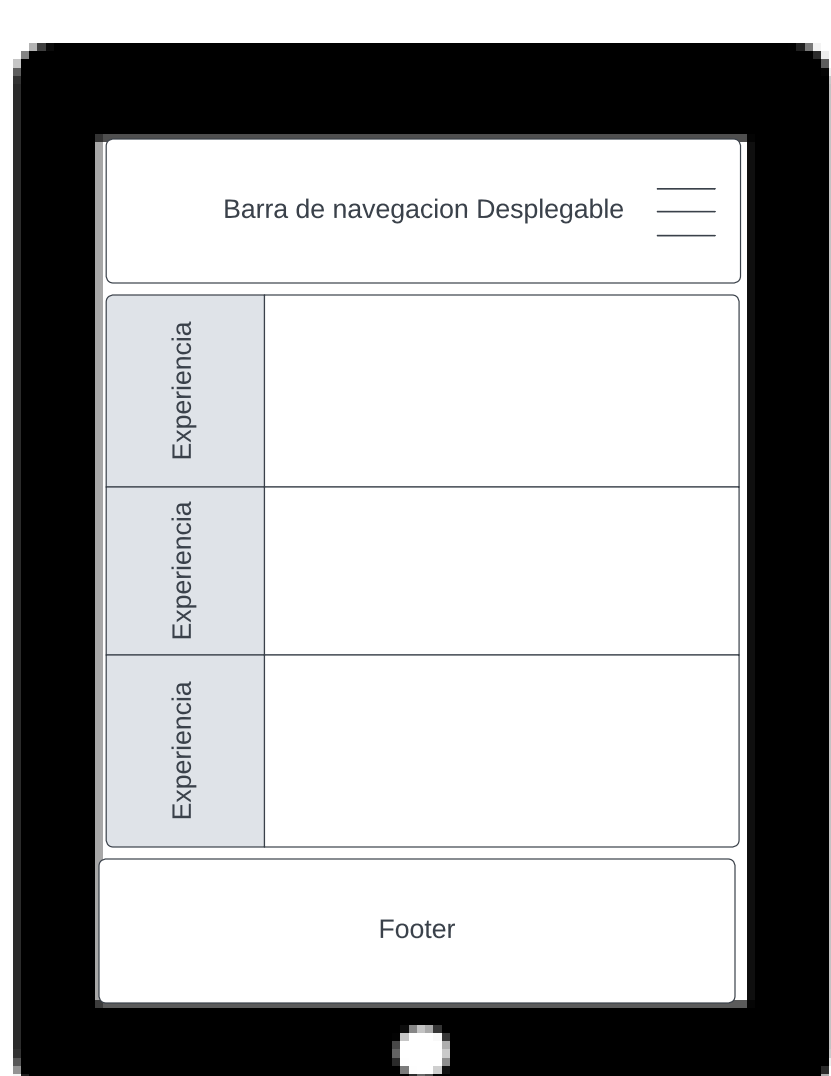 Barra de navegacion Desplegable
Experiencia
Experiencia
Experiencia
Footer